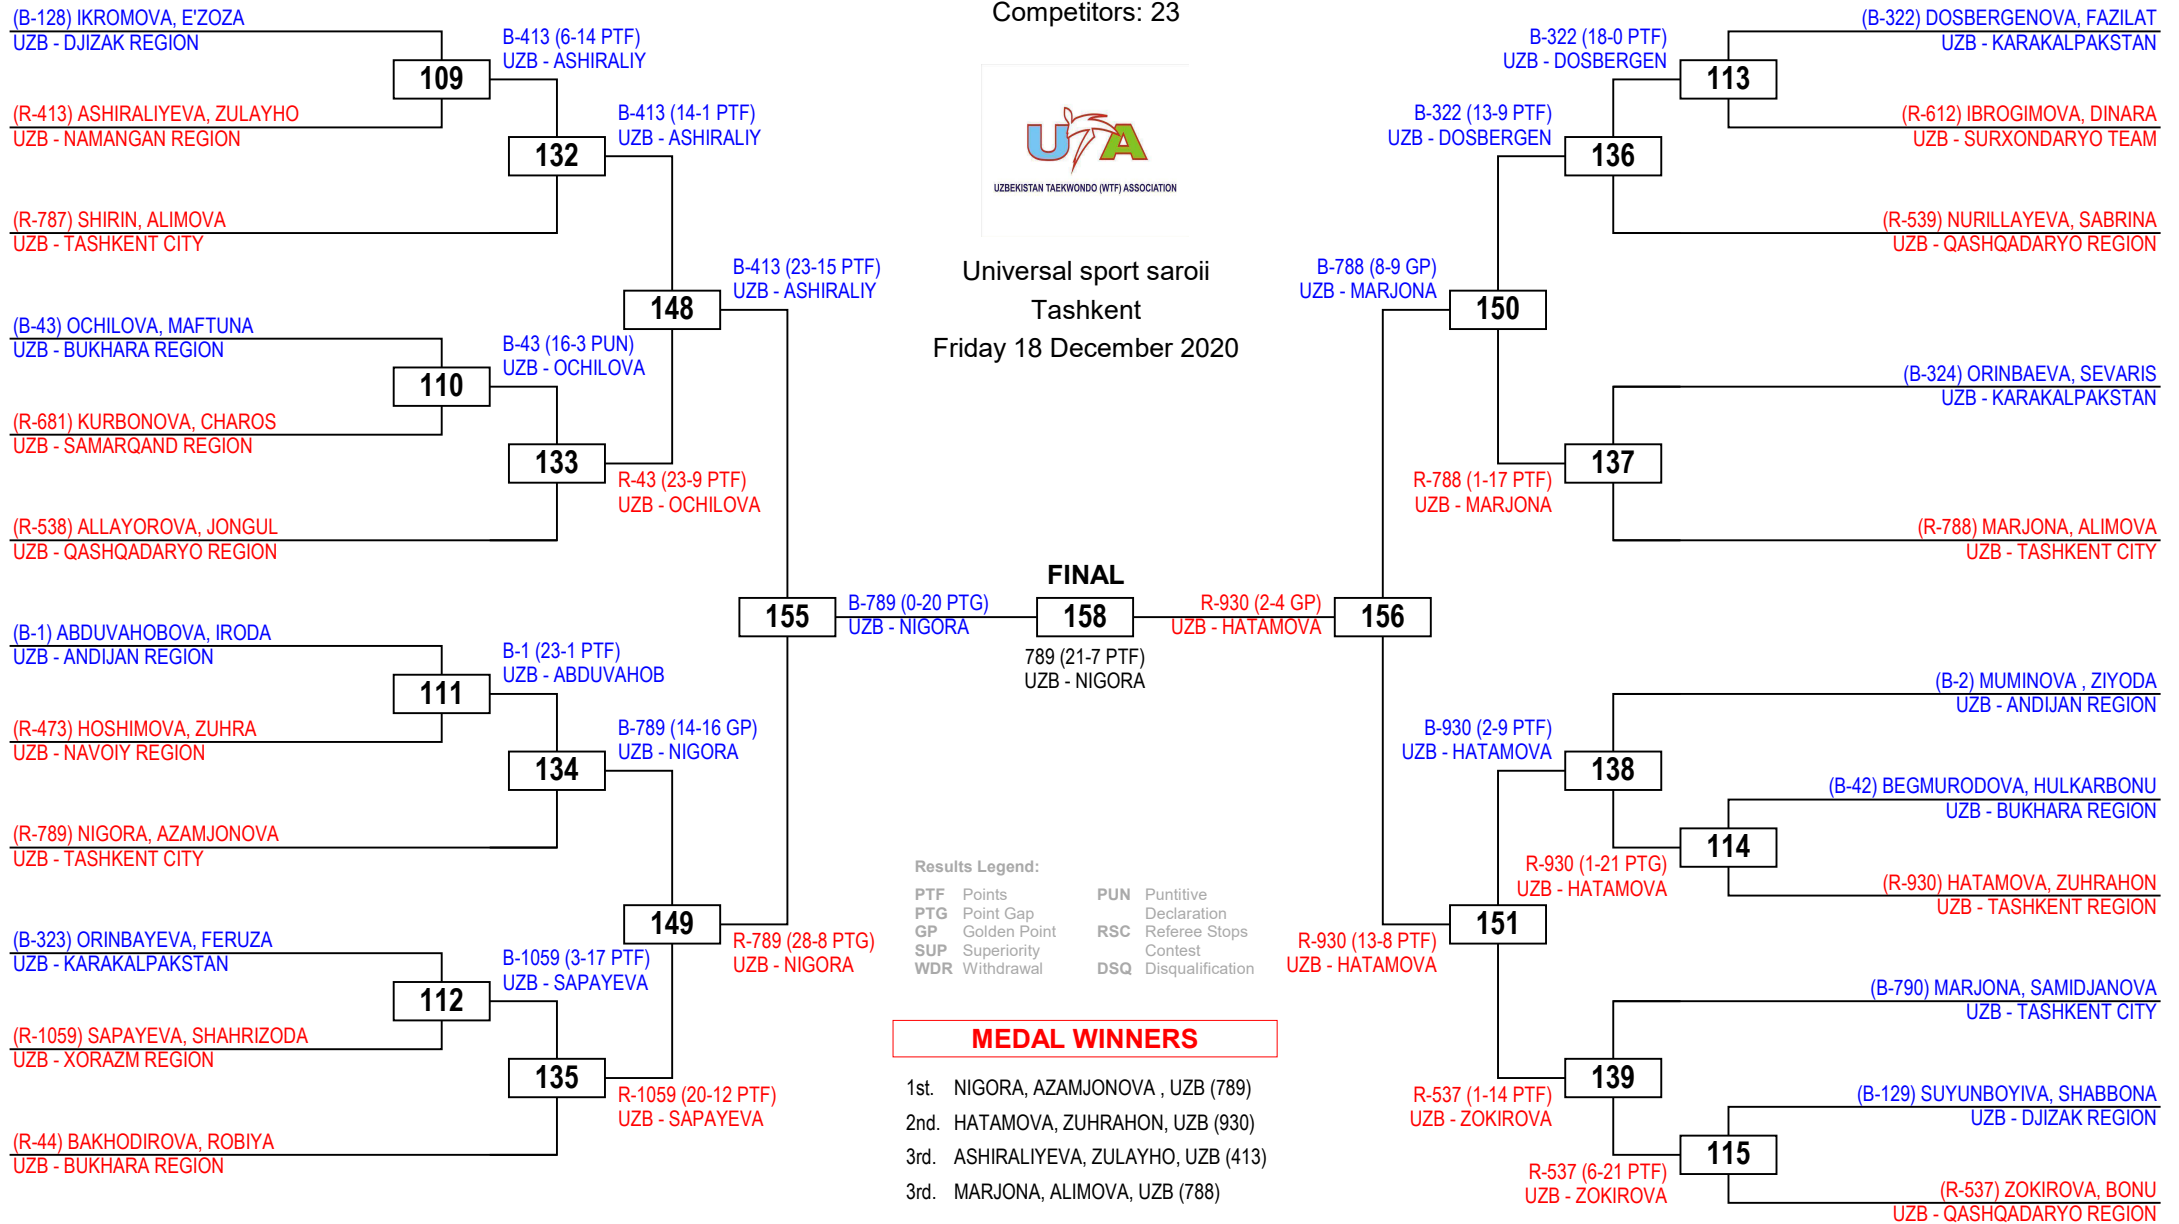 Competitors: 23
UTA
UZBEKISTAN TAEKWONDO (WTF) ASSOCIATION
Universal sport saroii
Tashkent
Friday 18 December 2020
(B-128) IKROMOVA, E'ZOZA
UZB - DJIZAK REGION
109
(R-413) ASHIRALIYEVA, ZULAYHO
UZB - NAMANGAN REGION
B-413 (6-14 PTF)
UZB - ASHIRALIY
132
(R-787) SHIRIN, ALIMOVA
UZB - TASHKENT CITY
B-413 (14-1 PTF)
UZB - ASHIRALIY
148
B-413 (23-15 PTF)
UZB - ASHIRALIY
(B-43) OCHILOVA, MAFTUNA
UZB - BUKHARA REGION
110
(R-681) KURBONOVA, CHAROS
UZB - SAMARQAND REGION
B-43 (16-3 PUN)
UZB - OCHILOVA
133
(R-538) ALLAYOROVA, JONGUL
UZB - QASHQADARYO REGION
R-43 (23-9 PTF)
UZB - OCHILOVA
155
B-789 (0-20 PTG)
UZB - NIGORA
(B-1) ABDUVAHOBOVA, IRODA
UZB - ANDIJAN REGION
111
(R-473) HOSHIMOVA, ZUHRA
UZB - NAVOIY REGION
B-1 (23-1 PTF)
UZB - ABDUVAHOB
134
(R-789) NIGORA, AZAMJONOVA
UZB - TASHKENT CITY
B-789 (14-16 GP)
UZB - NIGORA
149
R-789 (28-8 PTG)
UZB - NIGORA
(B-323) ORINBAYEVA, FERUZA
UZB - KARAKALPAKSTAN
112
(R-1059) SAPAYEVA, SHAHRIZODA
UZB - XORAZM REGION
B-1059 (3-17 PTF)
UZB - SAPAYEVA
135
(R-44) BAKHODIROVA, ROBIYA
UZB - BUKHARA REGION
R-1059 (20-12 PTF)
UZB - SAPAYEVA
FINAL
158
789 (21-7 PTF)
UZB - NIGORA
(B-322) DOSBERGENOVA, FAZILAT
UZB - KARAKALPAKSTAN
113
(R-612) IBROGIMOVA, DINARA
UZB - SURXONDARYO TEAM
B-322 (18-0 PTF)
UZB - DOSBERGEN
136
(R-539) NURILLAYEVA, SABRINA
UZB - QASHQADARYO REGION
B-322 (13-9 PTF)
UZB - DOSBERGEN
150
B-788 (8-9 GP)
UZB - MARJONA
(B-324) ORINBAEVA, SEVARIS
UZB - KARAKALPAKSTAN
137
(R-788) MARJONA, ALIMOVA
UZB - TASHKENT CITY
R-788 (1-17 PTF)
UZB - MARJONA
156
R-930 (2-4 GP)
UZB - HATAMOVA
(B-2) MUMINOVA , ZIYODA
UZB - ANDIJAN REGION
138
B-930 (2-9 PTF)
UZB - HATAMOVA
(B-42) BEGMURODOVA, HULKARBONU
UZB - BUKHARA REGION
114
(R-930) HATAMOVA, ZUHRAHON
UZB - TASHKENT REGION
R-930 (1-21 PTG)
UZB - HATAMOVA
151
R-930 (13-8 PTF)
UZB - HATAMOVA
(B-790) MARJONA, SAMIDJANOVA
UZB - TASHKENT CITY
139
R-537 (1-14 PTF)
UZB - ZOKIROVA
(B-129) SUYUNBOYIVA, SHABBONA
UZB - DJIZAK REGION
115
(R-537) ZOKIROVA, BONU
UZB - QASHQADARYO REGION
R-537 (6-21 PTF)
UZB - ZOKIROVA
Results Legend:
PTF Points PUN Puntitive
PTG Point Gap Declaration
GP Golden Point RSC Referee Stops
SUP Superiority Contest
WDR Withdrawal DSQ Disqualification
MEDAL WINNERS
1st. NIGORA, AZAMJONOVA , UZB (789)
2nd. HATAMOVA, ZUHRAHON, UZB (930)
3rd. ASHIRALIYEVA, ZULAYHO, UZB (413)
3rd. MARJONA, ALIMOVA, UZB (788)